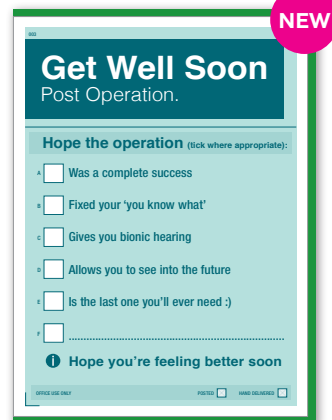 NEW
003
Get Well Soon
Post Operation.
Hope the operation (tick where appropriate):
A Was a complete success
B Fixed your ‘you know what’
C Gives you bionic hearing
D Allows you to see into the future
E Is the last one you’ll ever need :)
F ............................................................
i Hope you’re feeling better soon
OFFICE USE ONLY POSTED HAND DELIVERED